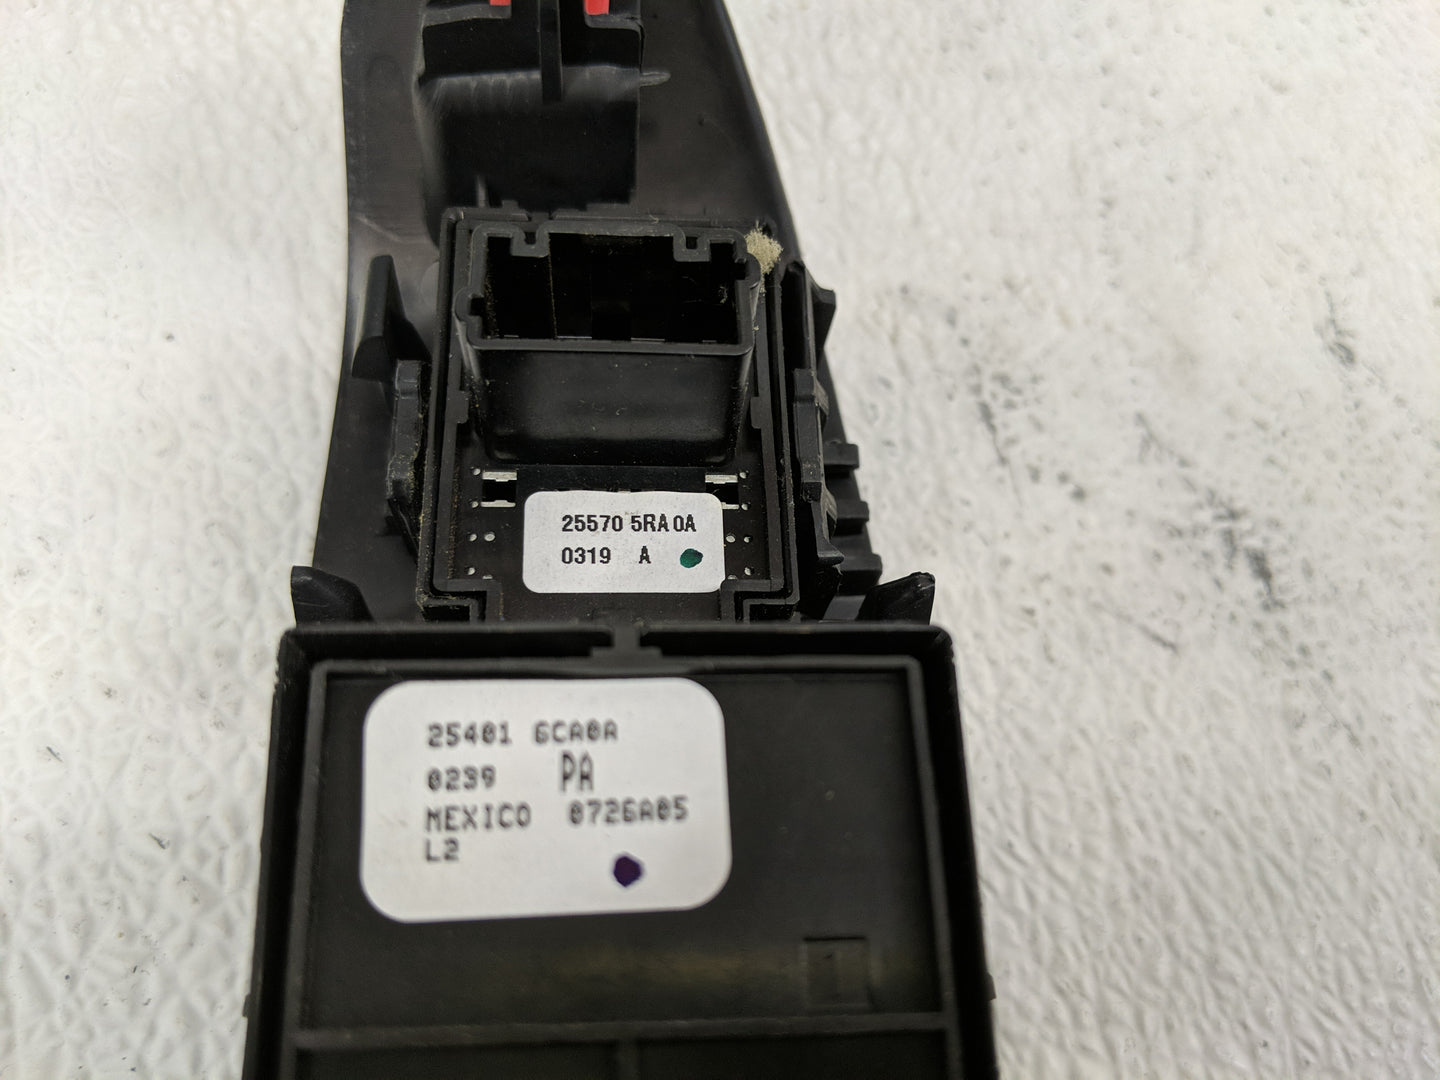 25570 5RA0A
0319 A
25401 6CA0A
0239 PA
MEXICO 0726A05
L2